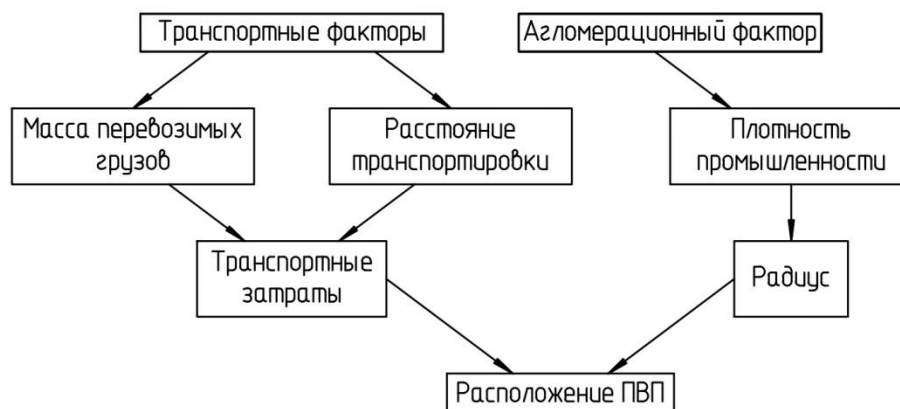 Транспортные факторы
Агломерационный фактор
Масса перевозимых
грузов
Расстояние
транспортировки
Плотность
промышленности
Транспортные
затраты
Радиус
Расположение ПВП